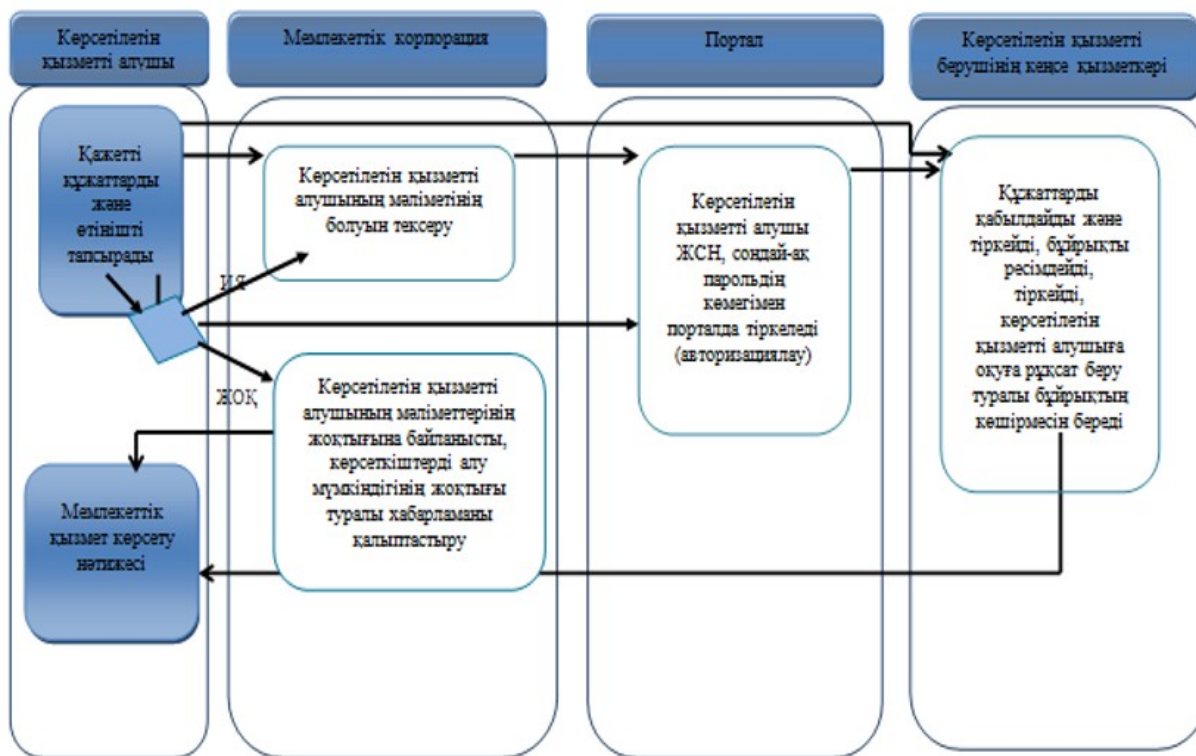 Көрсетілетін
қызметті алушы
Мемлекеттік корпорация
Портал
Көрсетілетін қызметті
берушінің кеңсе қызметкері
Қажетті
құжаттарды
және
өтінішті
тапсырады
Көрсетілетін қызметті
алушының мәліметінің
болуын тексеру
Көрсетілетін
қызметті алушы
ЖСН, сондай-ақ
парольдің
көмегімен
порталда тіркеледі
(авторизациялау)
Құжаттарды
қабылдайды және
тіркейді, бұйрықты
ресімдейді,
тіркейді,
көрсетілетін
қызметті алушыға
оқуға рұқсат беру
туралы бұйрықтың
көшірмесін береді
ИЯ
ЖОҚ
Көрсетілетін қызметті
алушының мәліметтерінің
жоқтығына байланысты,
көрсеткіштерді алу
мүмкіндігінің жоқтығы
туралы хабарламаны
қалыптастыру
Мемлекеттік
қызмет көрсету
нәтижесі